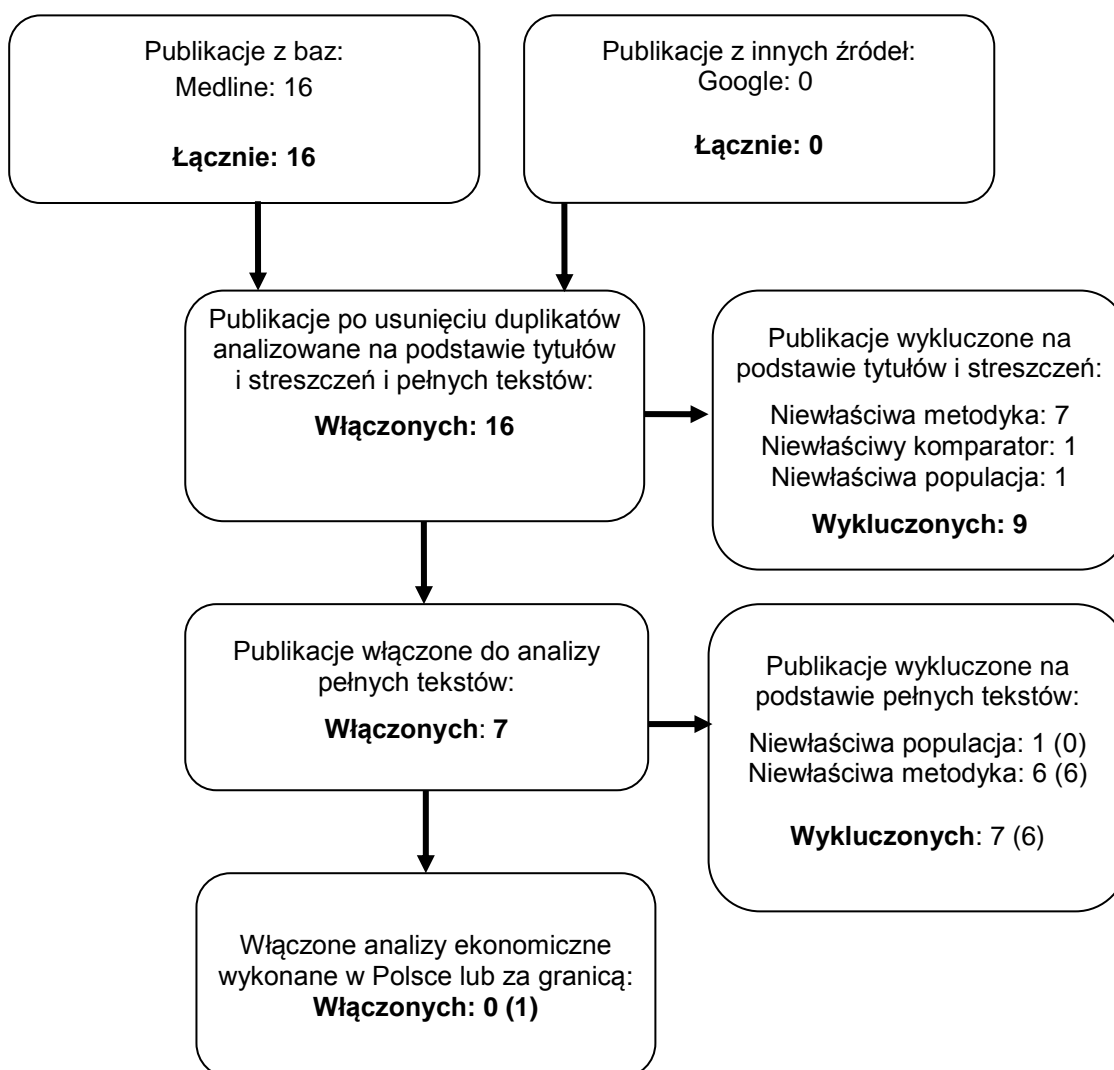 Publikacje z baz:
Medline: 16
Łącznie: 16
Publikacje z innych źródeł:
Google: 0
Łącznie: 0
Publikacje po usunięciu duplikatów
analizowane na podstawie tytułów
i streszczeń i pełnych tekstów:
Włączonych: 16
Publikacje wykluczone na
podstawie tytułów i streszczeń:
Niewłaściwa metodyka: 7
Niewłaściwy komparator: 1
Niewłaściwa populacja: 1
Wykluczonych: 9
Publikacje włączone do analizy
pełnych tekstów:
Włączonych: 7
Publikacje wykluczone na
podstawie pełnych tekstów:
Niewłaściwa populacja: 1 (0)
Niewłaściwa metodyka: 6 (6)
Wykluczonych: 7 (6)
Włączone analizy ekonomiczne
wykonane w Polsce lub za granicą:
Włączonych: 0 (1)